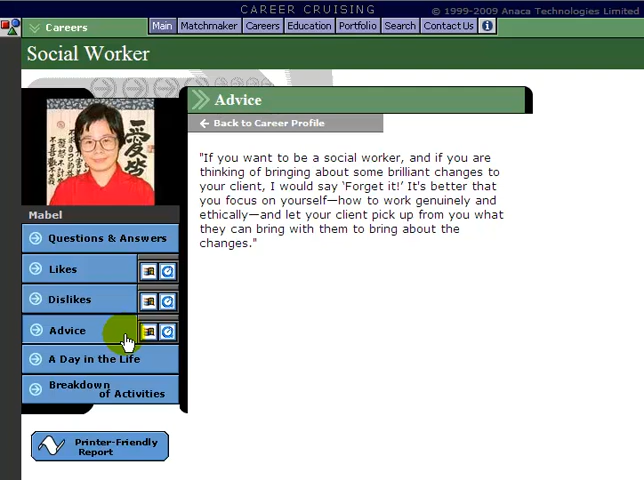 CAREER CRUISING
© 1999-2009 Anaca Technologies Limited
Careers
Main
Matchmaker
Careers
Education
Portfolio
Search
Contact Us
Social Worker
Advice
Back to Career Profile
"If you want to be a social worker, and if you are
thinking of bringing about some brilliant changes to
your client, I would say ‘Forget it!’ It's better that
you focus on yourself—how to work genuinely and
ethically—and let your client pick up from you what
they can bring with them to bring about the
changes."
Mabel
Questions & Answers
Likes
Dislikes
Advice
A Day in the Life
Breakdown
of Activities
Printer-Friendly
Report